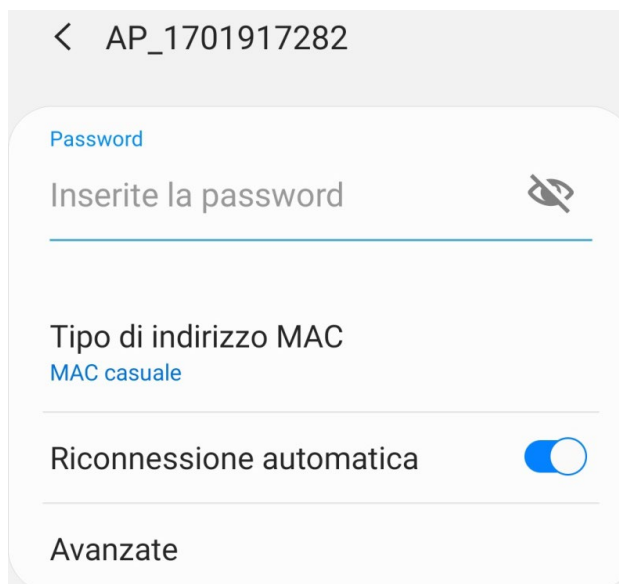 AP_1701917282
Password
Inserite la password
Tipo di indirizzo MAC
MAC casuale
Riconnessione automatica
Avanzate